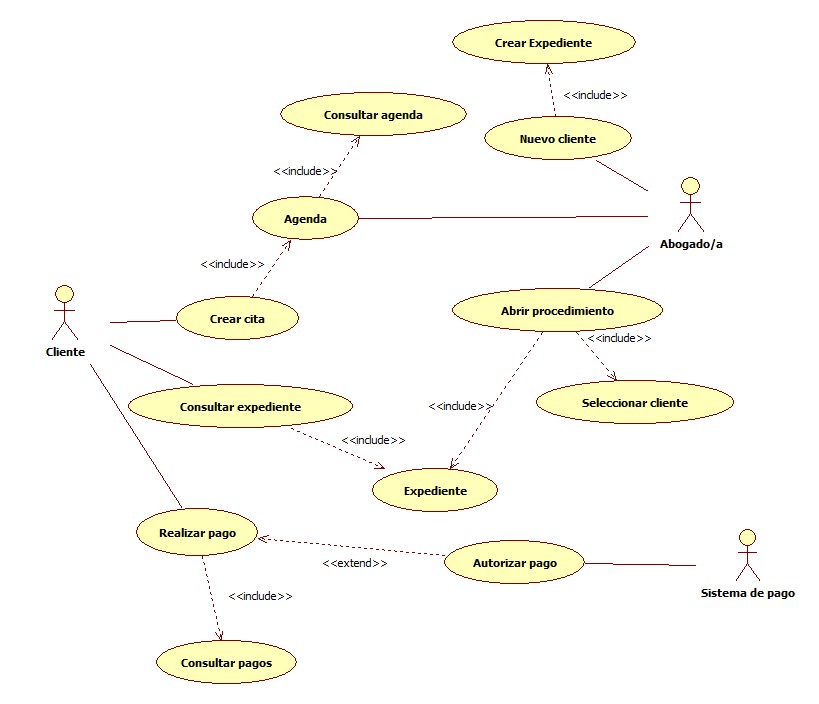 Crear Expediente
<<include>>
Consultar agenda
Nuevo cliente
<<include>>
Agenda
Abogado/a
<<include>>
Crear cita
Abrir procedimiento
<<include>>
Cliente
Consultar expediente
<<include>>
Seleccionar cliente
<<include>>
Expediente
Realizar pago
<<extend>>
Autorizar pago
Sistema de pago
<<include>>
Consultar pagos